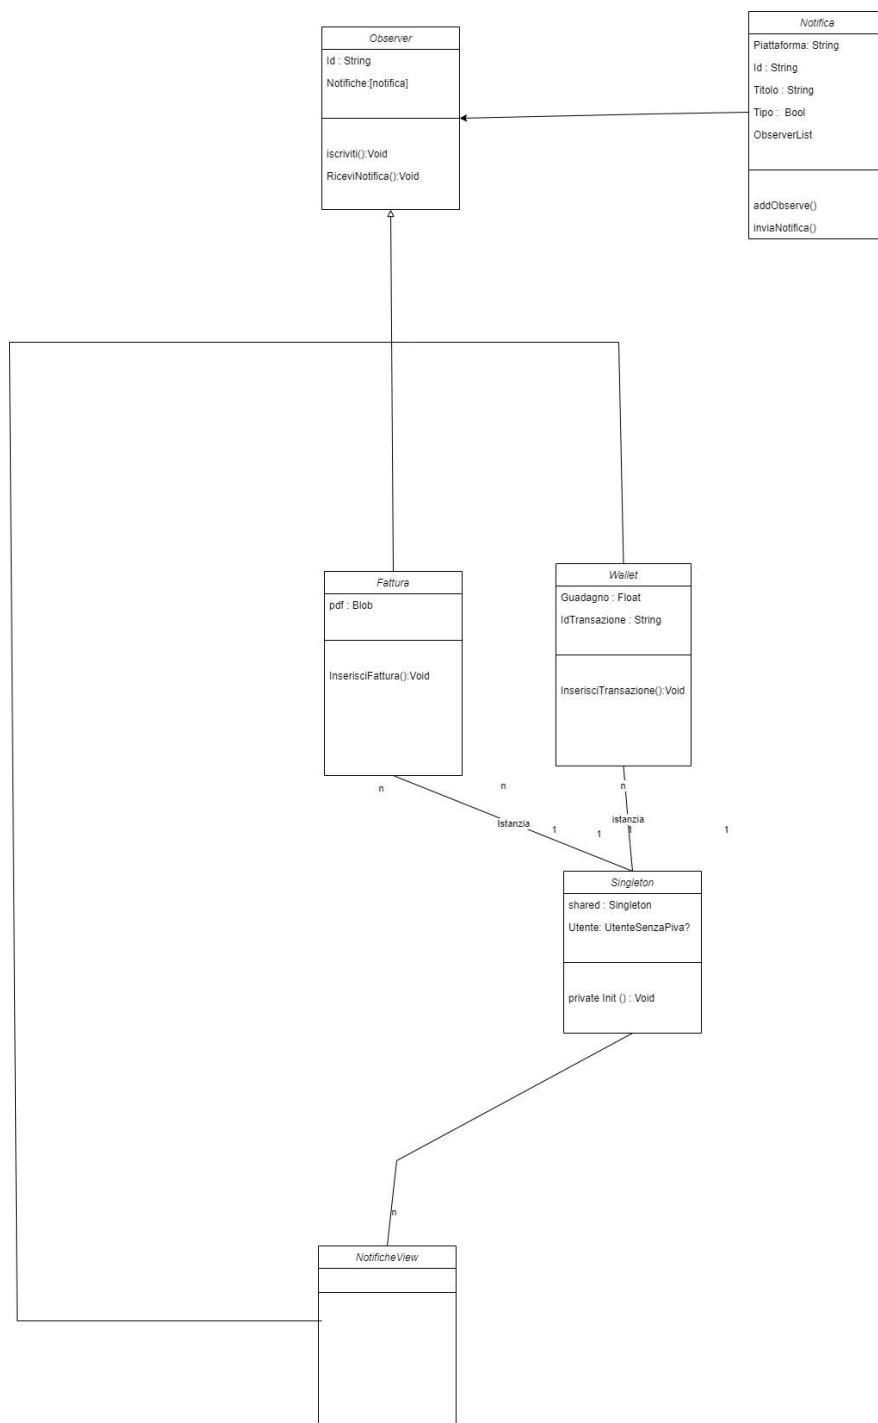 Observer
Id : String
Notifiche:[notifica]
iscriviti():Void
RiceviNotifica():Void
Notifica
Piattaforma: String
Id : String
Titolo : String
Tipo : Bool
ObserverList
addObserve()
inviaNotifica()
Fattura
pdf : Blob
InserisciFattura():Void
Wallet
Guadagno : Float
IdTransazione : String
InserisciTransazione():Void
n
n
n
Istanzia
istanzia
1
1
1
1
Singleton
shared : Singleton
Utente: UtenteSenzaPiva?
private Init () : Void
n
NotificheView